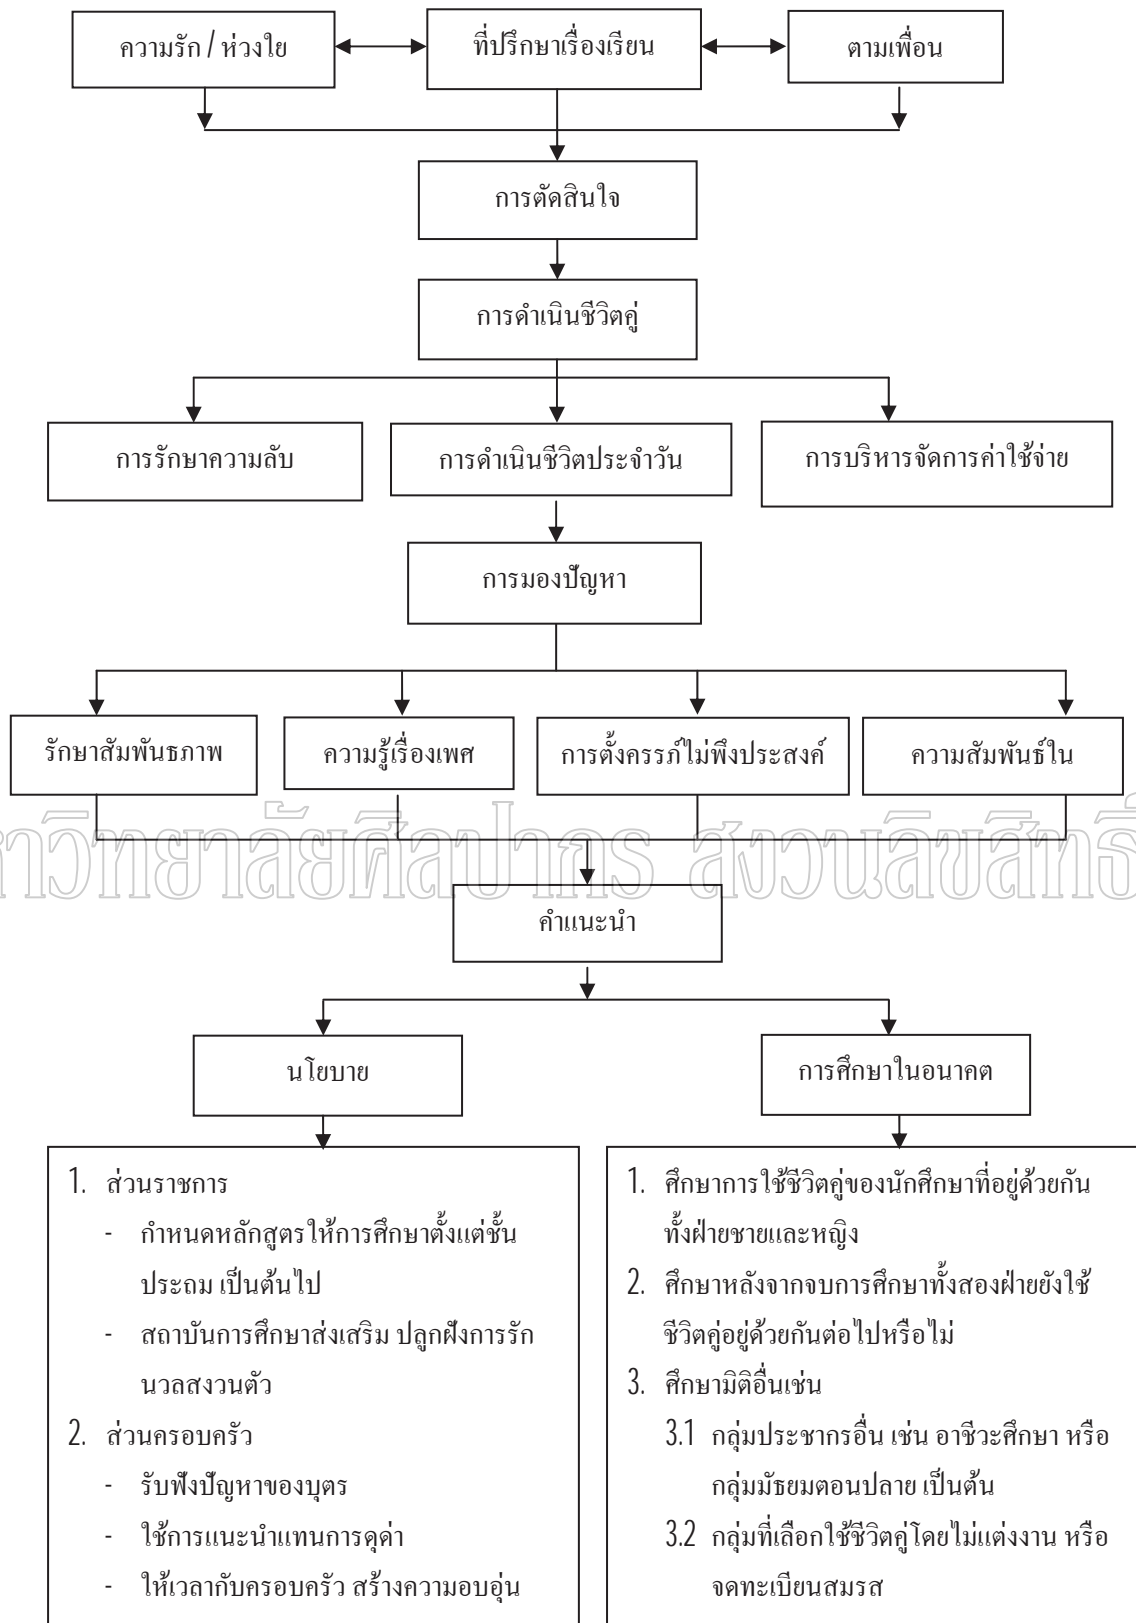 ความรัก / ห่วงใย
ที่ปรึกษาเรื่องเรียน
ตามเพื่อน
การตัดสินใจ
การดำเนินชีวิตคู่
การรักษาความลับ
การดำเนินชีวิตประจำวัน
การบริหารจัดการค่าใช้จ่าย
การมองปัญหา
รักษาสัมพันธภาพ
ความรู้เรื่องเพศ
การตั้งครรภ์ไม่พึงประสงค์
ความสัมพันธ์ใน
หาวิทยาลัยศิลปากร สงวนลิขสิทธิ์
คำแนะนำ
นโยบาย
การศึกษาในอนาคต
1. ส่วนราชการ
- กำหนดหลักสูตรให้การศึกษาตั้งแต่ชั้น
ประถม เป็นต้นไป
- สถาบันการศึกษาส่งเสริม ปลูกฝังการรัก
นวลสงวนตัว
2. ส่วนครอบครัว
- รับฟังปัญหาของบุตร
- ใช้การแนะนำแทนการดุด่า
- ให้เวลากับครอบครัว สร้างความอบอุ่น
1. ศึกษาการใช้ชีวิตคู่ของนักศึกษาที่อยู่ด้วยกัน
ทั้งฝ่ายชายและหญิง
2. ศึกษาหลังจากจบการศึกษาทั้งสองฝ่ายยังใช้
ชีวิตคู่อยู่ด้วยกันต่อไปหรือไม่
3. ศึกษามิติอื่นเช่น
3.1 กลุ่มประชากรอื่น เช่น อาชีวะศึกษา หรือ
กลุ่มมัธยมตอนปลาย เป็นต้น
3.2 กลุ่มที่เลือกใช้ชีวิตคู่โดยไม่แต่งงาน หรือ
จดทะเบียนสมรส